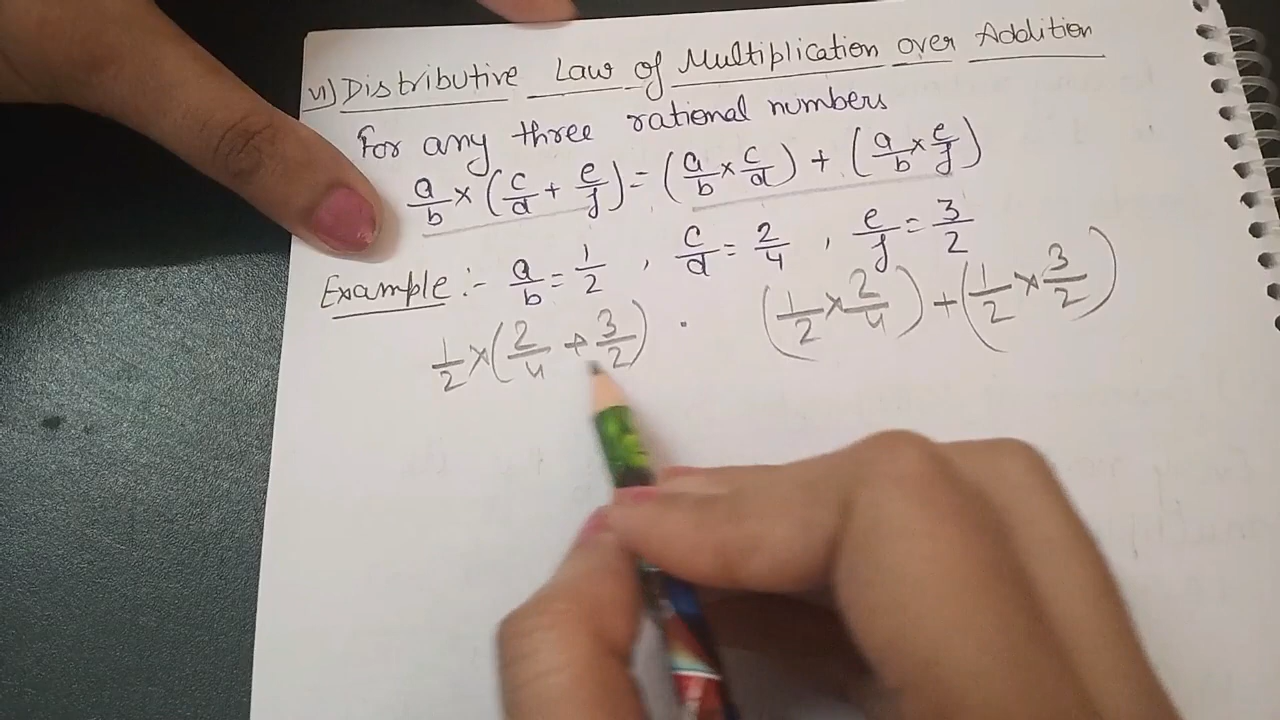 VI) Distributive Law of Multiplication over Addition
For any three rational numbers
a/b × (c/d + e/f) = (a/b × c/d) + (a/b × e/f)
Example :- a/b = 1/2 , c/d = 2/4 , e/f = 3/2
1/2 × (2/4 + 3/2) . (1/2 × 2/4) + (1/2 × 3/2)